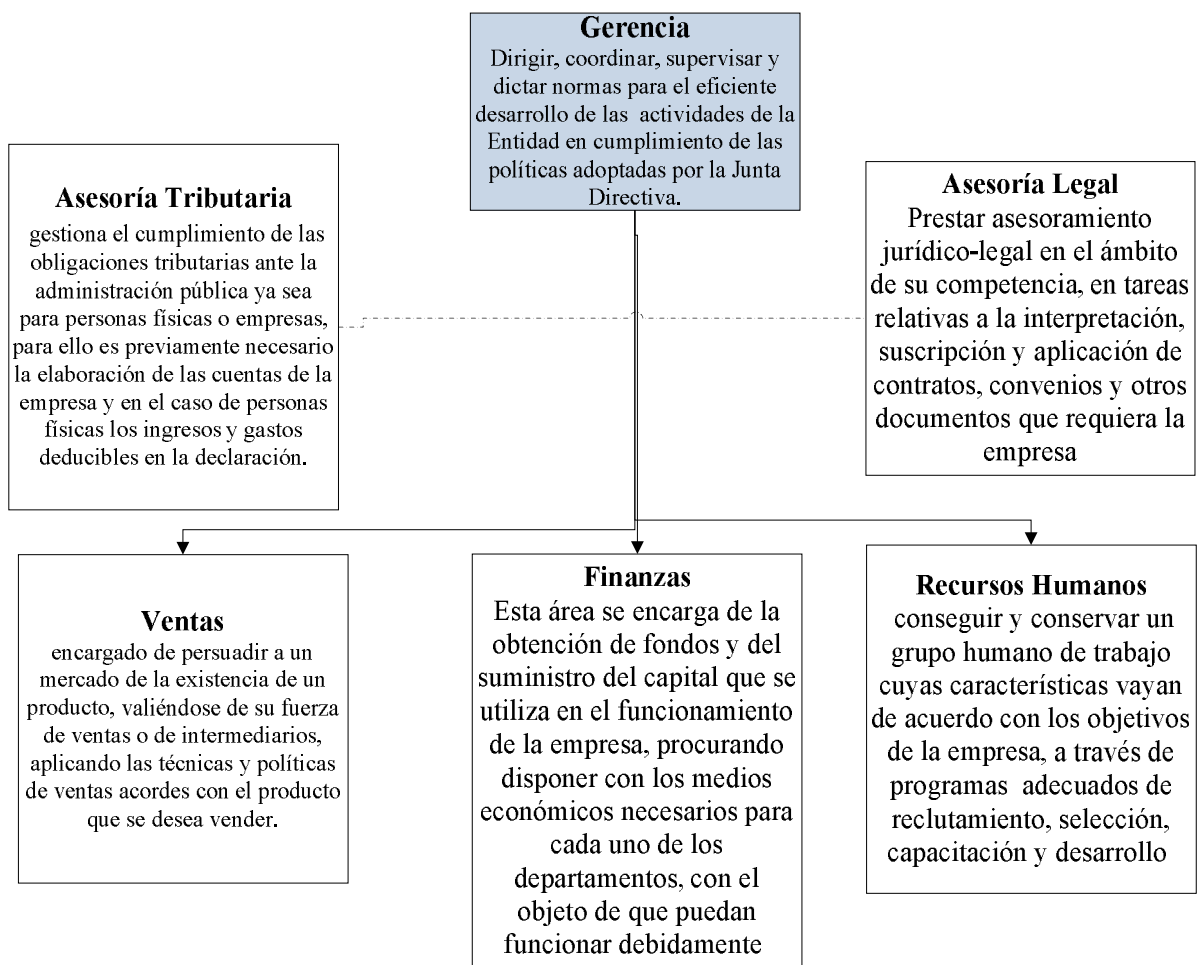 Gerencia
Dirigir, coordinar, supervisar y
dictar normas para el eficiente
desarrollo de las actividades de la
Entidad en cumplimiento de las
políticas adoptadas por la Junta
Directiva.
Asesoría Tributaria
gestiona el cumplimiento de las
obligaciones tributarias ante la
administración pública ya sea
para personas físicas o empresas,
para ello es previamente necesario
la elaboración de las cuentas de la
empresa y en el caso de personas
físicas los ingresos y gastos
deducibles en la declaración.
Asesoría Legal
Prestar asesoramiento
jurídico-legal en el ámbito
de su competencia, en tareas
relativas a la interpretación,
suscripción y aplicación de
contratos, convenios y otros
documentos que requiera la
empresa
Ventas
encargado de persuadir a un
mercado de la existencia de un
producto, valiéndose de su fuerza
de ventas o de intermediarios,
aplicando las técnicas y políticas
de ventas acordes con el producto
que se desea vender.
Finanzas
Esta área se encarga de la
obtención de fondos y del
suministro del capital que se
utiliza en el funcionamiento
de la empresa, procurando
disponer con los medios
económicos necesarios para
cada uno de los
departamentos, con el
objeto de que puedan
funcionar debidamente
Recursos Humanos
conseguir y conservar un
grupo humano de trabajo
cuyas características vayan
de acuerdo con los objetivos
de la empresa, a través de
programas adecuados de
reclutamiento, selección,
capacitación y desarrollo